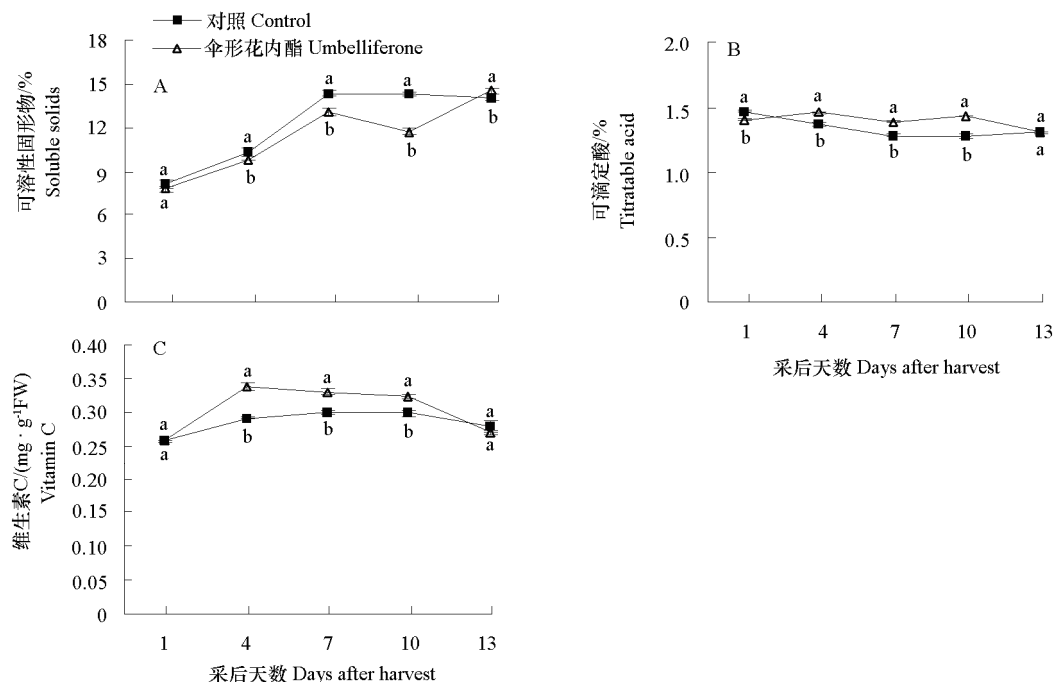 对照 Control
伞形花内酯 Umbelliferone
A
可溶性固形物/%
Soluble solids
18
15
12
9
6
3
0
a
a
a
b
a
b
a
b
a
b
B
可滴定酸/%
Titratable acid
2.0
1.5
1.0
0.5
0
a
b
a
b
a
b
a
b
a
a
1 4 7 10 13
采后天数 Days after harvest
C
维生素C/(mg · g⁻¹FW)
Vitamin C
0.40
0.35
0.30
0.25
0.20
0.15
0.10
0.05
0
a
a
a
b
a
b
a
b
a
a
1 4 7 10 13
采后天数 Days after harvest